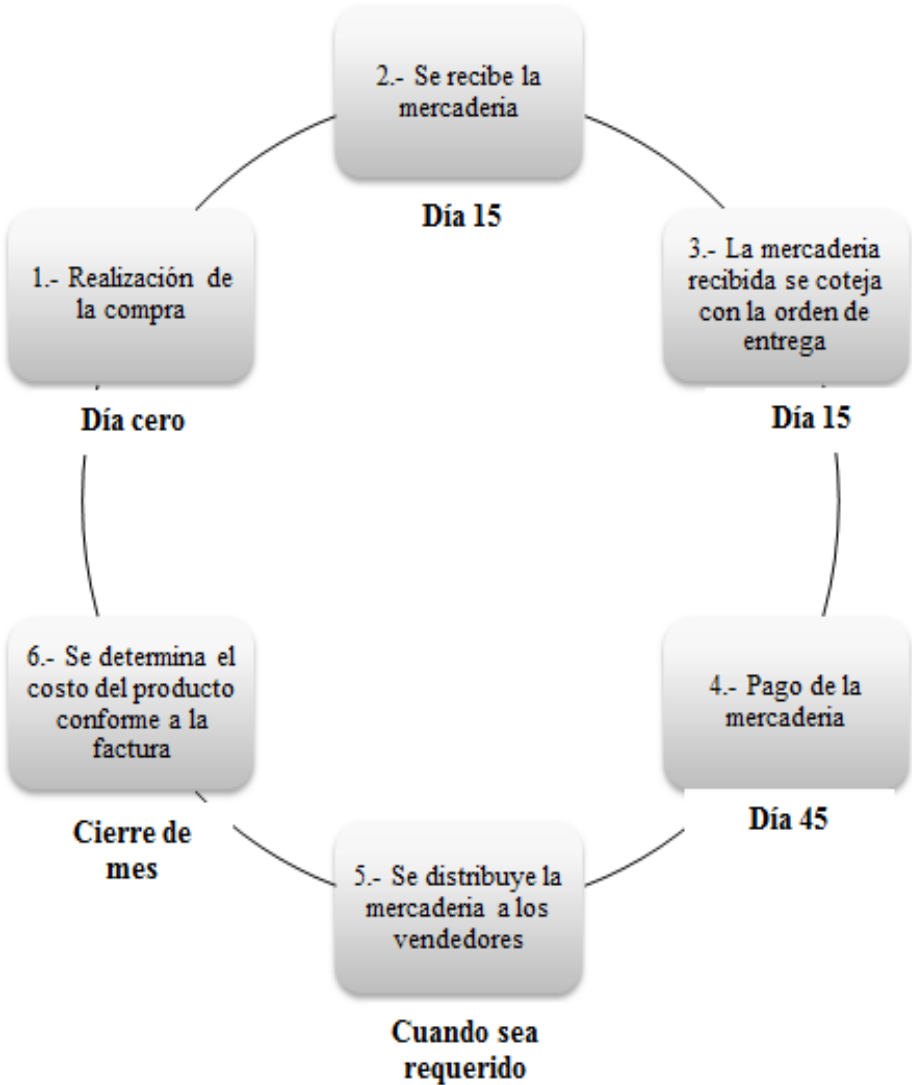 1.- Realización de
la compra
Día cero
2.- Se recibe la
mercaderia
Día 15
3.- La mercaderia
recibida se coteja
con la orden de
entrega
Día 15
4.- Pago de la
mercaderia
Día 45
5.- Se distribuye la
mercaderia a los
vendedores
Cuando sea
requerido
6.- Se determina el
costo del producto
conforme a la
factura
Cierre de
mes